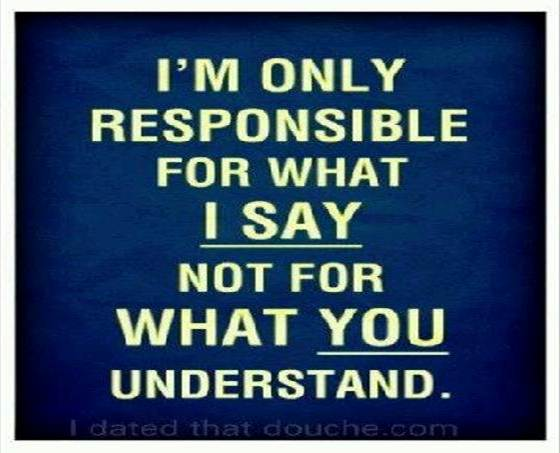 I'M ONLY
RESPONSIBLE
FOR WHAT
I SAY
NOT FOR
WHAT YOU
UNDERSTAND.
I dated that douche.com